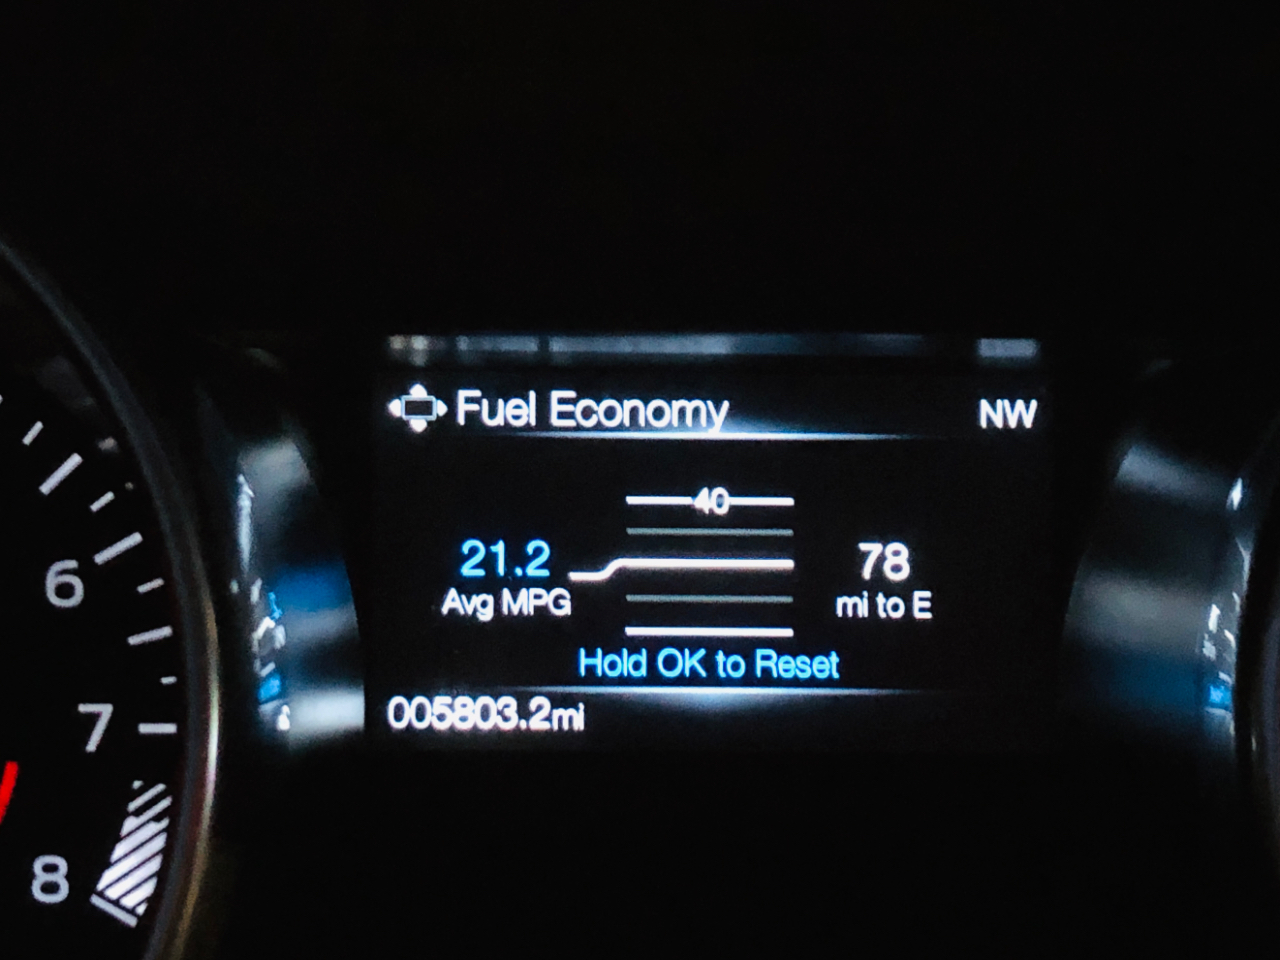 Fuel Economy NW
40
21.2 78
Avg MPG mi to E
Hold OK to Reset
005803.2mi
6
7
8